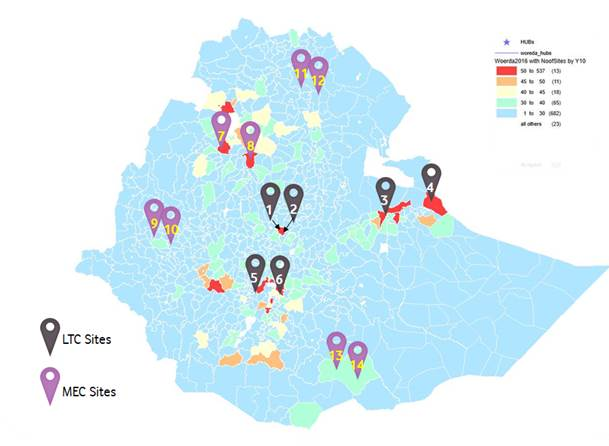 HUBs
woreda_hubs
Woerda2016 with NoofSites by Y10
50 to 537 (13)
45 to 50 (11)
40 to 45 (18)
30 to 40 (65)
1 to 30 (682)
all others (23)
11
12
7
8
1
2
3
4
9
10
5
6
13
14
LTC Sites
MEC Sites